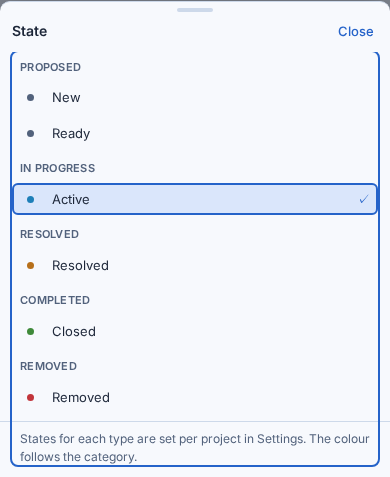 State
Close
PROPOSED
New
Ready
IN PROGRESS
Active ✓
RESOLVED
Resolved
COMPLETED
Closed
REMOVED
Removed
States for each type are set per project in Settings. The colour
follows the category.